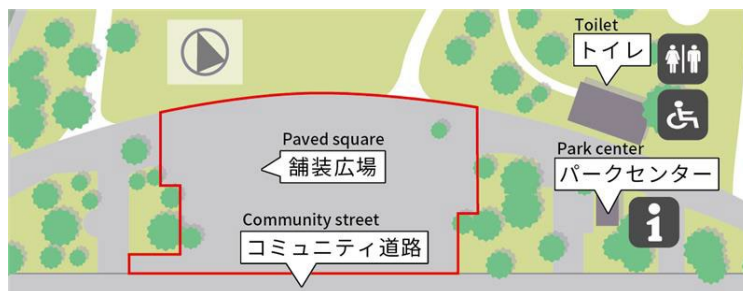 Toilet
トイレ
Paved square
舗装広場
Park center
パークセンター
Community street
コミュニティ道路